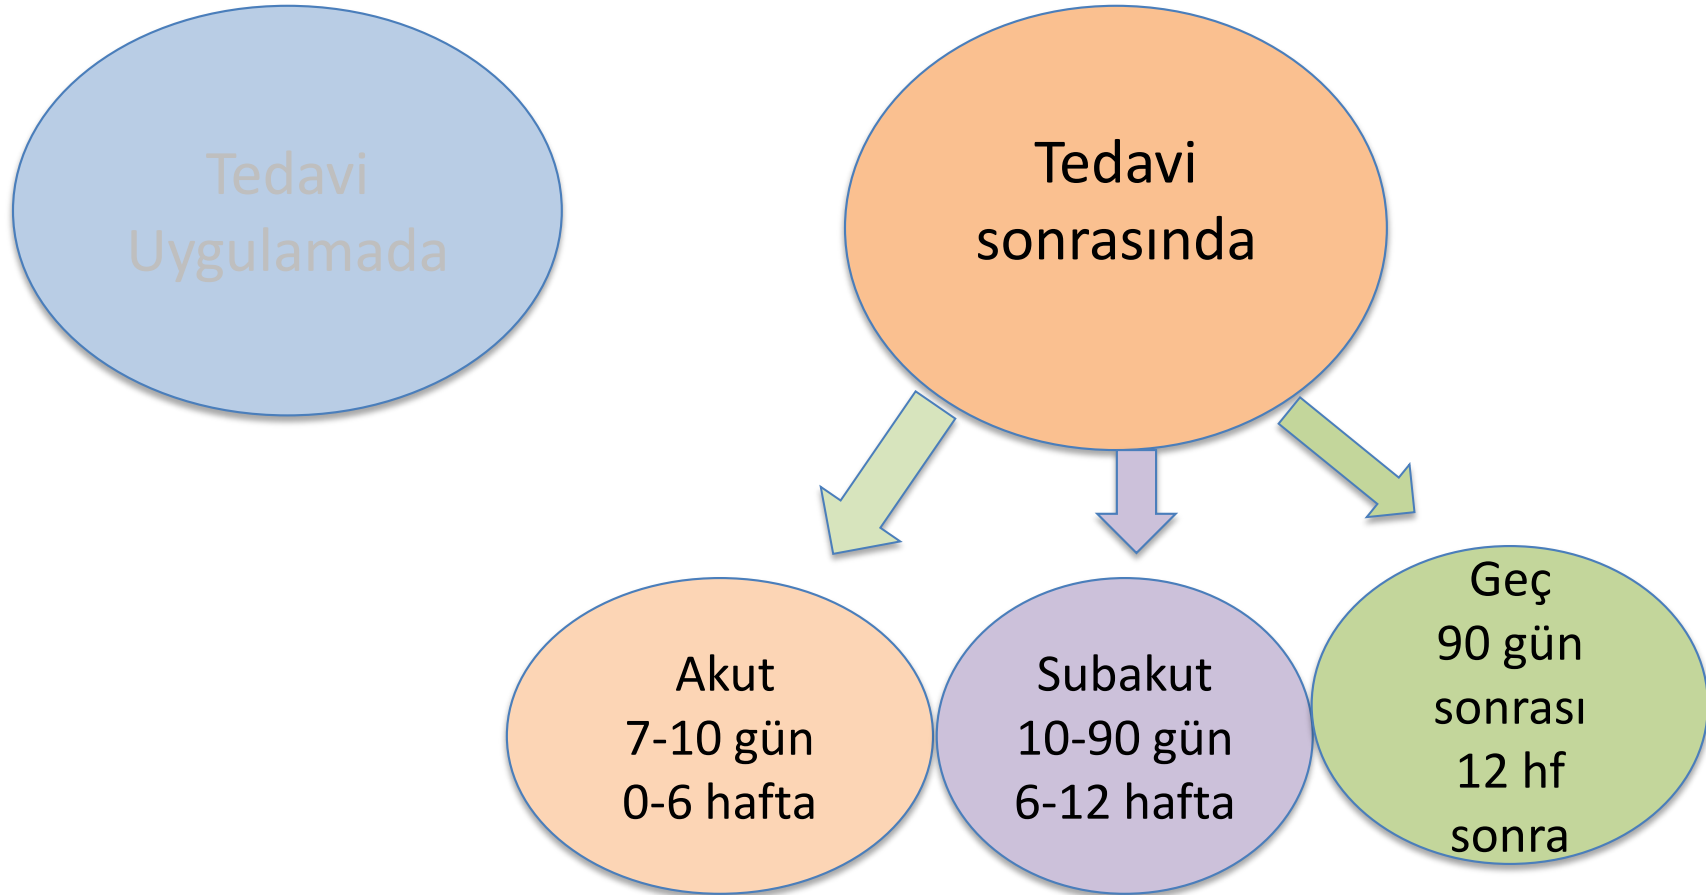 Tedavi
Uygulamada
Tedavi
sonrasında
Akut
7-10 gün
0-6 hafta
Subakut
10-90 gün
6-12 hafta
Geç
90 gün
sonrası
12 hf
sonra